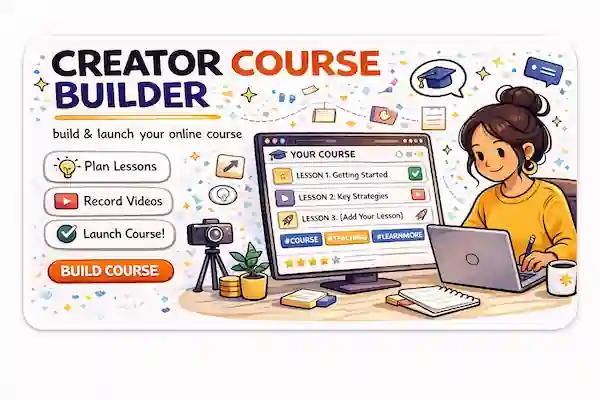 CREATOR COURSE
BUILDER
build & launch your online course
Plan Lessons
Record Videos
Launch Course!
BUILD COURSE
YOUR COURSE
LESSON 1. Getting Started
LESSON 2: Key Strategies
LESSON 3. [Add Your Lesson)
#COURSE
#TEACHING
#LEARNMORE